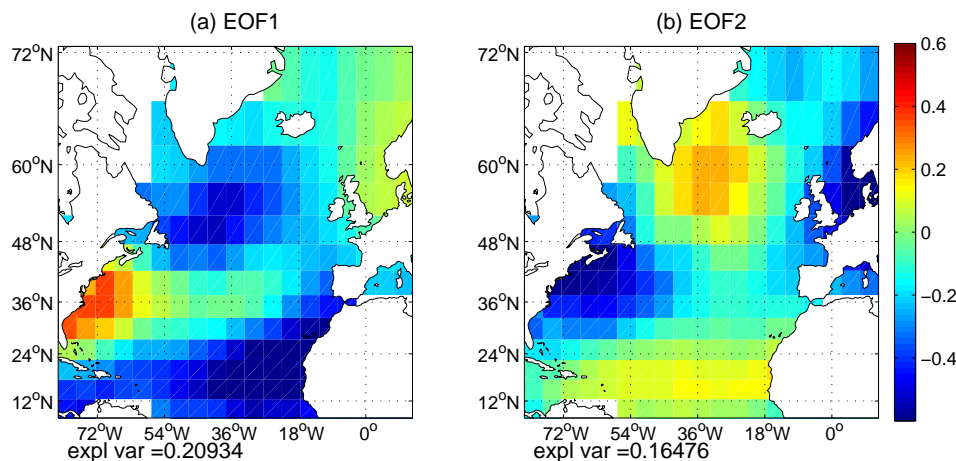 (a) EOF1
(b) EOF2
72°N
60°N
48°N
36°N
24°N
12°N
72°W 54°W 36°W 18°W 0°
expl var =0.20934
72°N
60°N
48°N
36°N
24°N
12°N
72°W 54°W 36°W 18°W 0°
expl var =0.16476
0.6
0.4
0.2
0
−0.2
−0.4